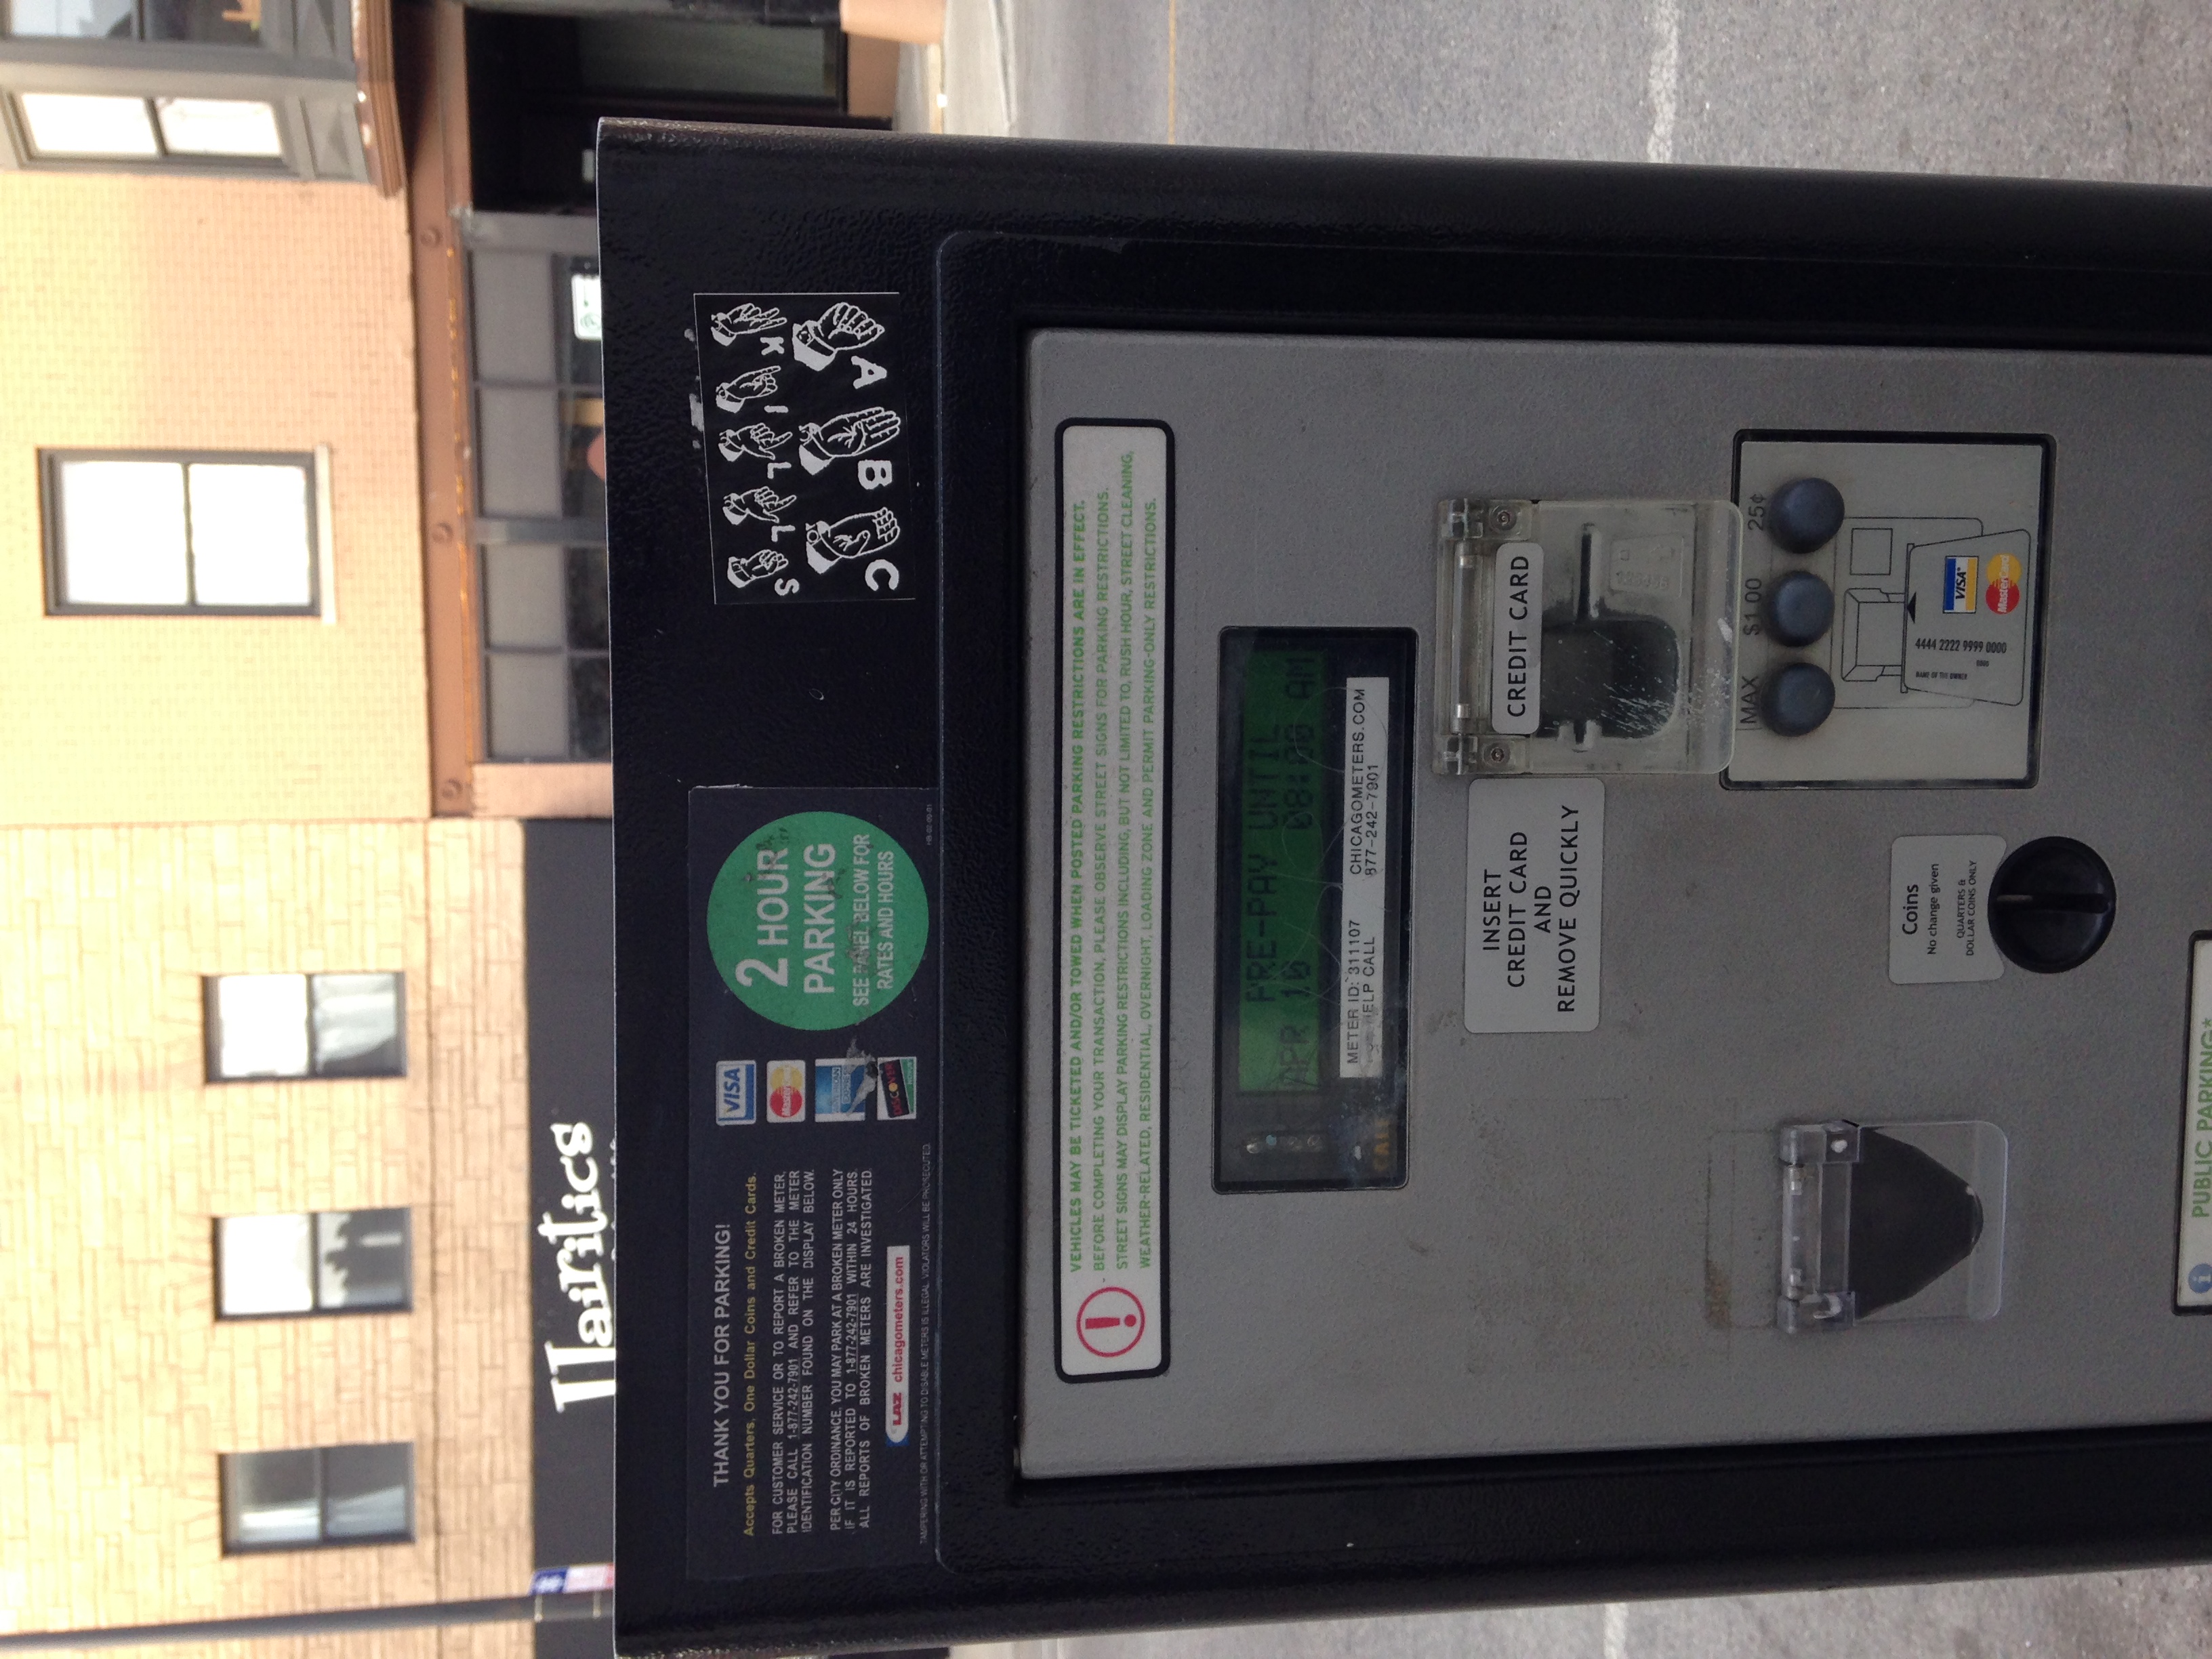 Hairitics
THANK YOU FOR PARKING!
Accepts Quarters, One Dollar Coins and Credit Cards.
FOR CUSTOMER SERVICE OR TO REPORT A BROKEN METER,
PLEASE CALL 1-877-242-7901 AND REFER TO THE METER
IDENTIFICATION NUMBER FOUND ON THE DISPLAY BELOW.
PER CITY ORDINANCE, YOU MAY PARK AT A BROKEN METER ONLY
IF IT IS REPORTED TO 1-877-242-7901 WITHIN 24 HOURS.
ALL REPORTS OF BROKEN METERS ARE INVESTIGATED.
LAZ chicagometers.com
TAMPERING WITH OR ATTEMPTING TO DISABLE METERS IS ILLEGAL. VIOLATORS WILL BE PROSECUTED.
VISA
MasterCard
AMERICAN
EXPRESS
DISCOVER
2 HOUR
PARKING
SEE PANEL BELOW FOR
RATES AND HOURS
ABC
KILLS
VEHICLES MAY BE TICKETED AND/OR TOWED WHEN POSTED PARKING RESTRICTIONS ARE IN EFFECT.
BEFORE COMPLETING YOUR TRANSACTION, PLEASE OBSERVE STREET SIGNS FOR PARKING RESTRICTIONS.
STREET SIGNS MAY DISPLAY PARKING RESTRICTIONS INCLUDING, BUT NOT LIMITED TO, RUSH HOUR, STREET CLEANING,
WEATHER-RELATED, RESIDENTIAL, OVERNIGHT, LOADING ZONE AND PERMIT PARKING-ONLY RESTRICTIONS.
PRE-PAY UNTIL
APR 10 08:00 AM
METER ID: 311107 CHICAGOMETERS.COM
HELP CALL 877-242-7901
CALL
INSERT
CREDIT CARD
AND
REMOVE QUICKLY
CREDIT CARD
MAX $1.00 25¢
4444 2222 9999 0000
VISA
MasterCard
Coins
No change given
QUARTERS &
DOLLAR COINS ONLY
PUBLIC PARKING*